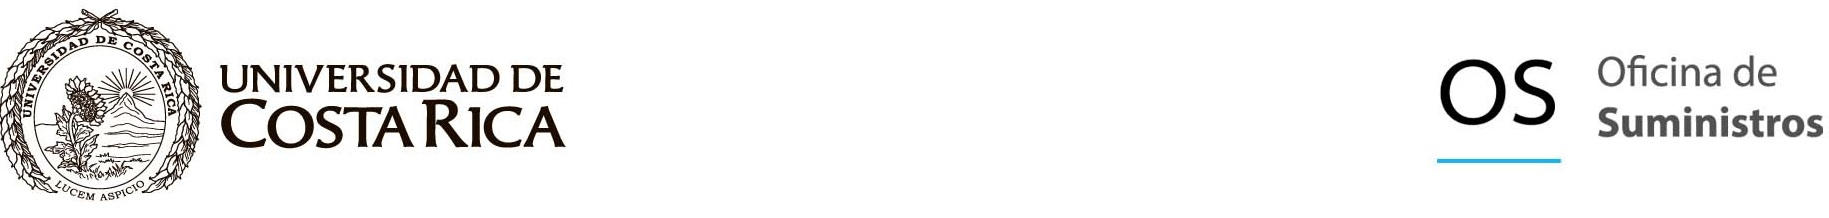 UNIVERSIDAD DE COSTA RICA
LUCEM ASPICIO
UNIVERSIDAD DE
COSTA RICA
OS
Oficina de
Suministros